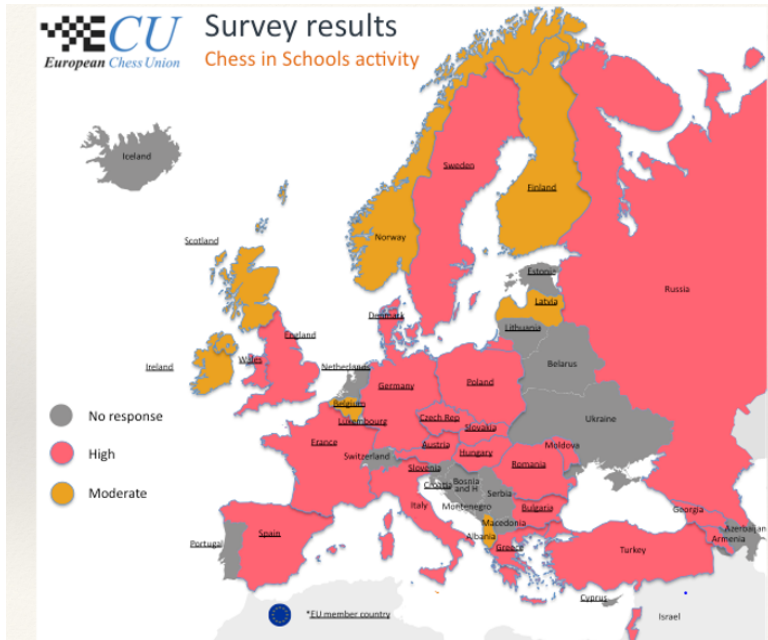 ECU
European Chess Union
Survey results
Chess in Schools activity
Iceland
Sweden
Finland
Norway
Scotland
Estonia
Russia
Latvia
Denmark
Lithuania
England
Wales
Ireland
Netherlands
Belarus
Germany
Poland
Belgium
No response
Luxembourg
Czech Rep
Ukraine
Slovakia
France
Austria
Moldova
High
Switzerland
Hungary
Slovenia
Romania
Croatia
Bosnia
and H
Serbia
Moderate
Italy
Montenegro
Bulgaria
Georgia
Macedonia
Azerbaijan
Spain
Albania
Armenia
Portugal
Greece
Turkey
Cyprus
*EU member country
Israel